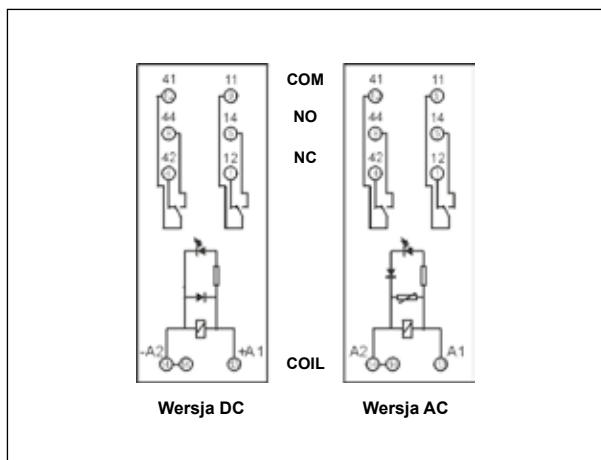 41 11 COM 41 11
44 14 NO 44 14
42 12 NC 42 12
-A2 +A1 COIL A2 A1
Wersja DC Wersja AC